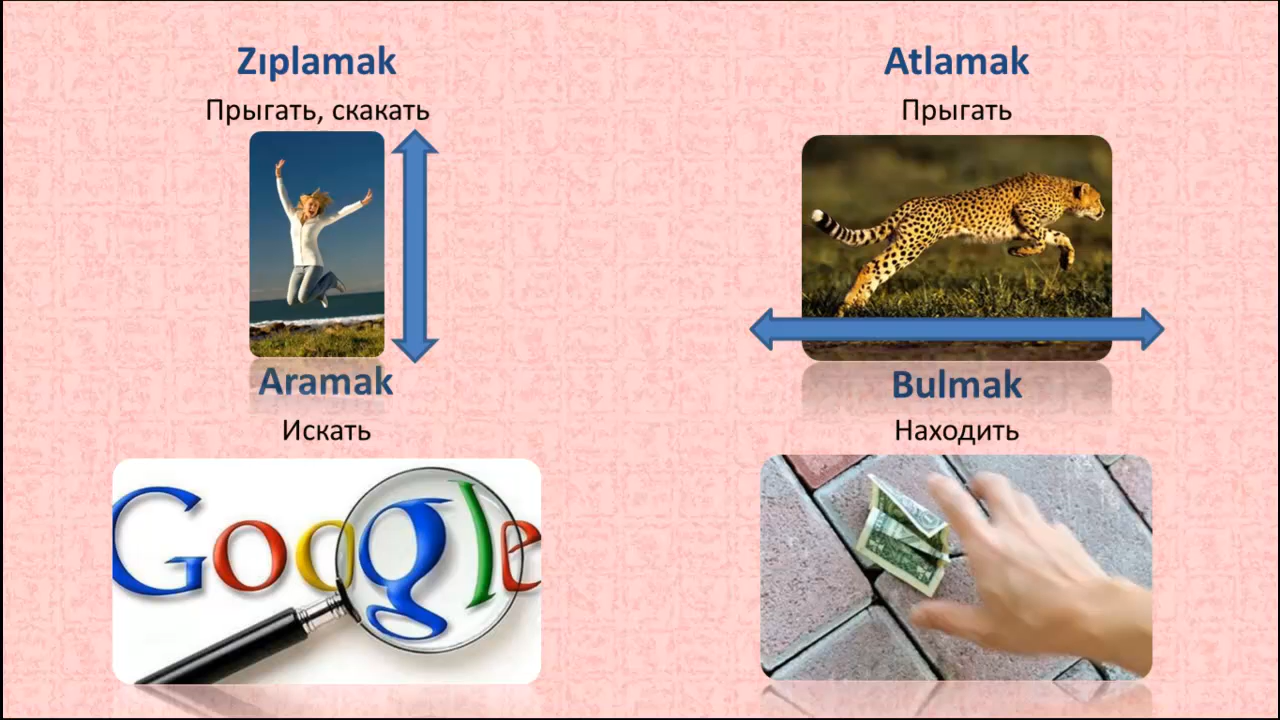 Zıplamak
Прыгать, скакать
Atlamak
Прыгать
Aramak
Искать
Google
Bulmak
Находить